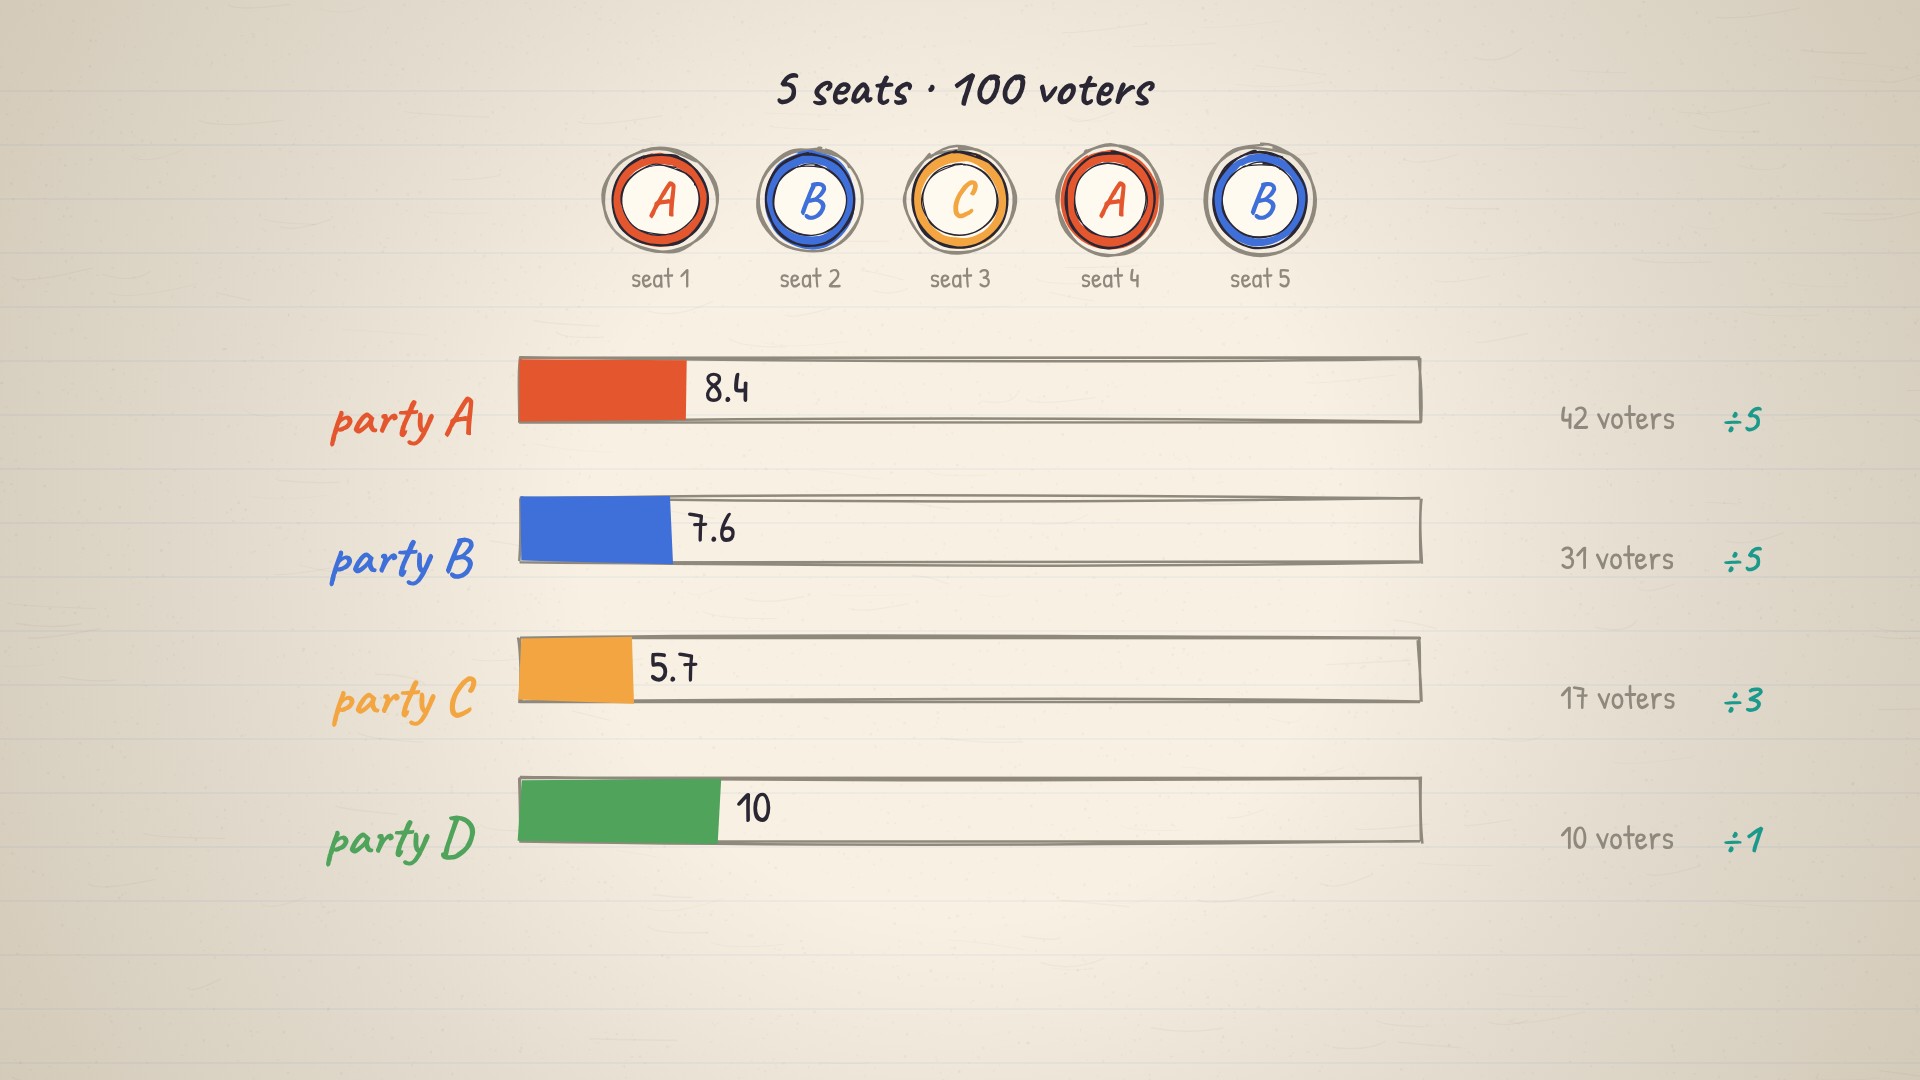 5 seats · 100 voters
A B C A B
seat 1 seat 2 seat 3 seat 4 seat 5
party A 8.4 42 voters ÷5
party B 7.6 31 voters ÷5
party C 5.7 17 voters ÷3
party D 10 10 voters ÷1